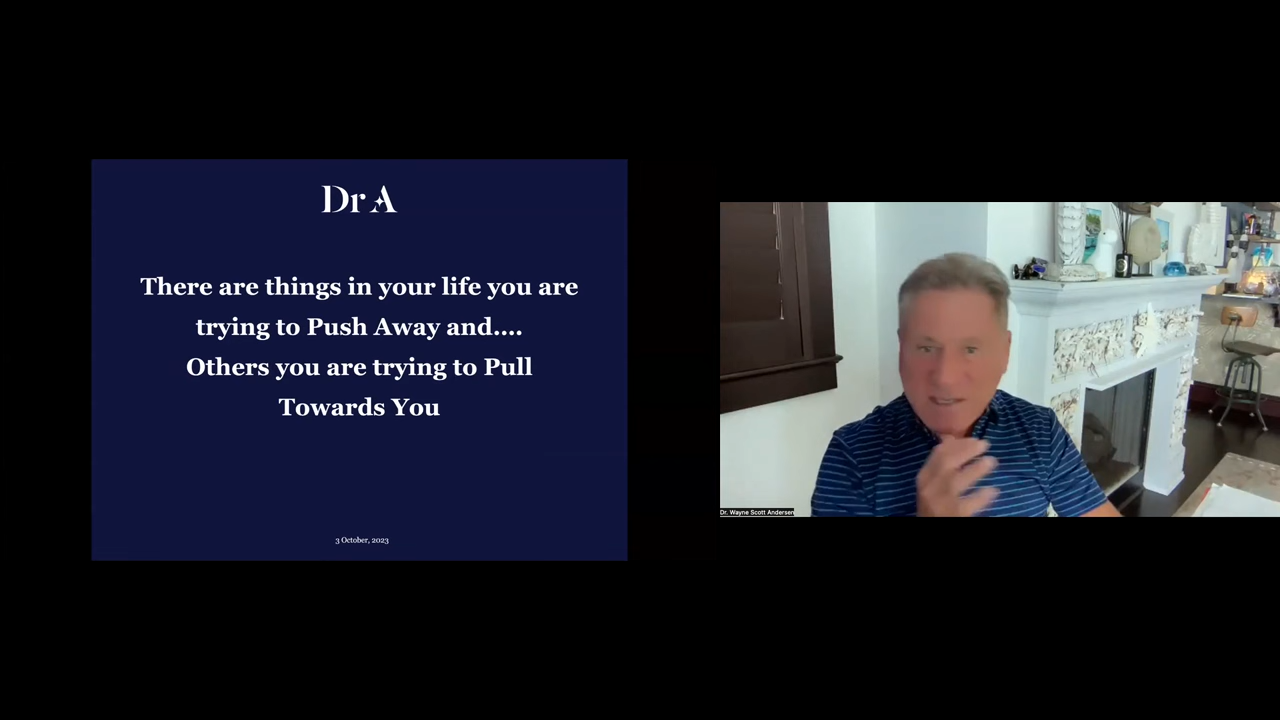 Dr A
There are things in your life you are
trying to Push Away and....
Others you are trying to Pull
Towards You
3 October, 2023
Dr. Wayne Scott Andersen